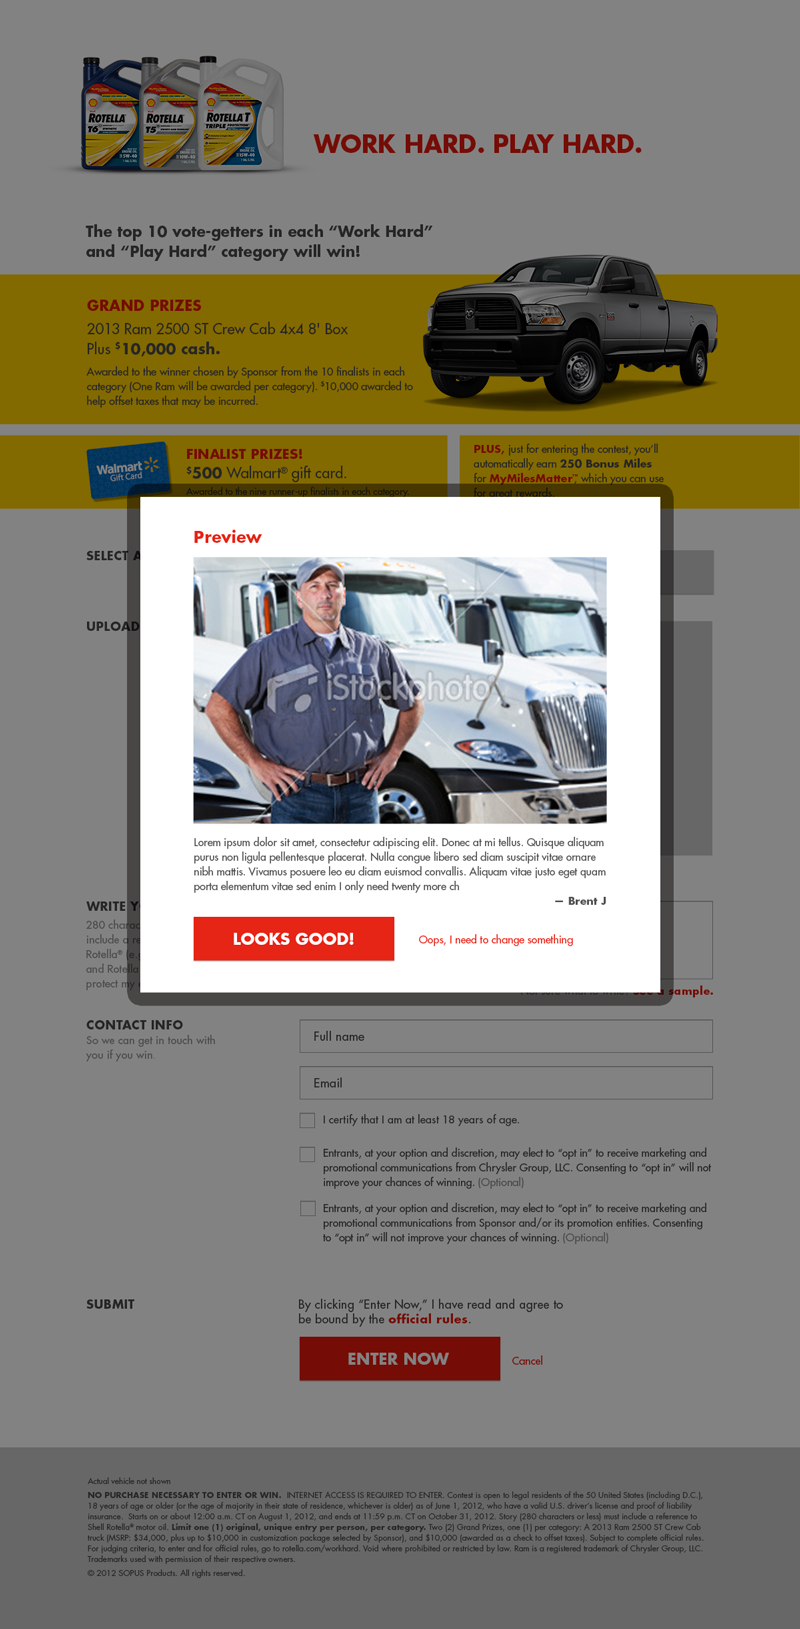 ROTELLA
T6
ROTELLA
T5
ROTELLA T
TRIPLE PROTECTION
WORK HARD. PLAY HARD.
The top 10 vote-getters in each “Work Hard”
and “Play Hard” category will win!
GRAND PRIZES
2013 Ram 2500 ST Crew Cab 4x4 8' Box
Plus $10,000 cash.
Awarded to the winner chosen by Sponsor from the 10 finalists in each
category (One Ram will be awarded per category). $10,000 awarded to
help offset taxes that may be incurred.
Walmart
Gift Card
FINALIST PRIZES!
$500 Walmart® gift card.
Awarded to the nine runner-up finalists in each category.
PLUS, just for entering the contest, you’ll
automatically earn 250 Bonus Miles
for MyMilesMatter™, which you can use
for great rewards.
SELECT A
UPLOAD
Preview
iStockphoto
Lorem ipsum dolor sit amet, consectetur adipiscing elit. Donec at mi tellus. Quisque aliquam
purus non ligula pellentesque placerat. Nulla congue libero sed diam suscipit vitae ornare
nibh mattis. Vivamus posuere leo eu diam euismod convallis. Aliquam vitae justo eget quam
porta elementum vitae sed enim I only need twenty more ch
— Brent J
LOOKS GOOD!
Oops, I need to change something
WRITE Y
280 charac
include a re
Rotella® (e.g
and Rotella
protect my
see a sample.
CONTACT INFO
So we can get in touch with
you if you win.
Full name
Email
I certify that I am at least 18 years of age.
Entrants, at your option and discretion, may elect to “opt in” to receive marketing and
promotional communications from Chrysler Group, LLC. Consenting to “opt in” will not
improve your chances of winning. (Optional)
Entrants, at your option and discretion, may elect to “opt in” to receive marketing and
promotional communications from Sponsor and/or its promotion entities. Consenting
to “opt in” will not improve your chances of winning. (Optional)
SUBMIT
By clicking “Enter Now,” I have read and agree to
be bound by the official rules.
ENTER NOW
Cancel
Actual vehicle not shown
NO PURCHASE NECESSARY TO ENTER OR WIN. INTERNET ACCESS IS REQUIRED TO ENTER. Contest is open to legal residents of the 50 United States (including D.C.),
18 years of age or older (or the age of majority in their state of residence, whichever is older) as of June 1, 2012, who have a valid U.S. driver’s license and proof of liability
insurance. Starts on or about 12:00 a.m. CT on August 1, 2012, and ends at 11:59 p.m. CT on October 31, 2012. Story (280 characters or less) must include a reference to
Shell Rotella® motor oil. Limit one (1) original, unique entry per person, per category. Two (2) Grand Prizes, one (1) per category: A 2013 Ram 2500 ST Crew Cab
truck (MSRP: $34,000, plus up to $10,000 in customization package selected by Sponsor), and $10,000 (awarded as a check to offset taxes). Subject to complete official rules.
For judging criteria, to enter and for official rules, go to rotella.com/workhard. Void where prohibited or restricted by law. Ram is a registered trademark of Chrysler Group, LLC.
Trademarks used with permission of their respective owners.
© 2012 SOPUS Products. All rights reserved.